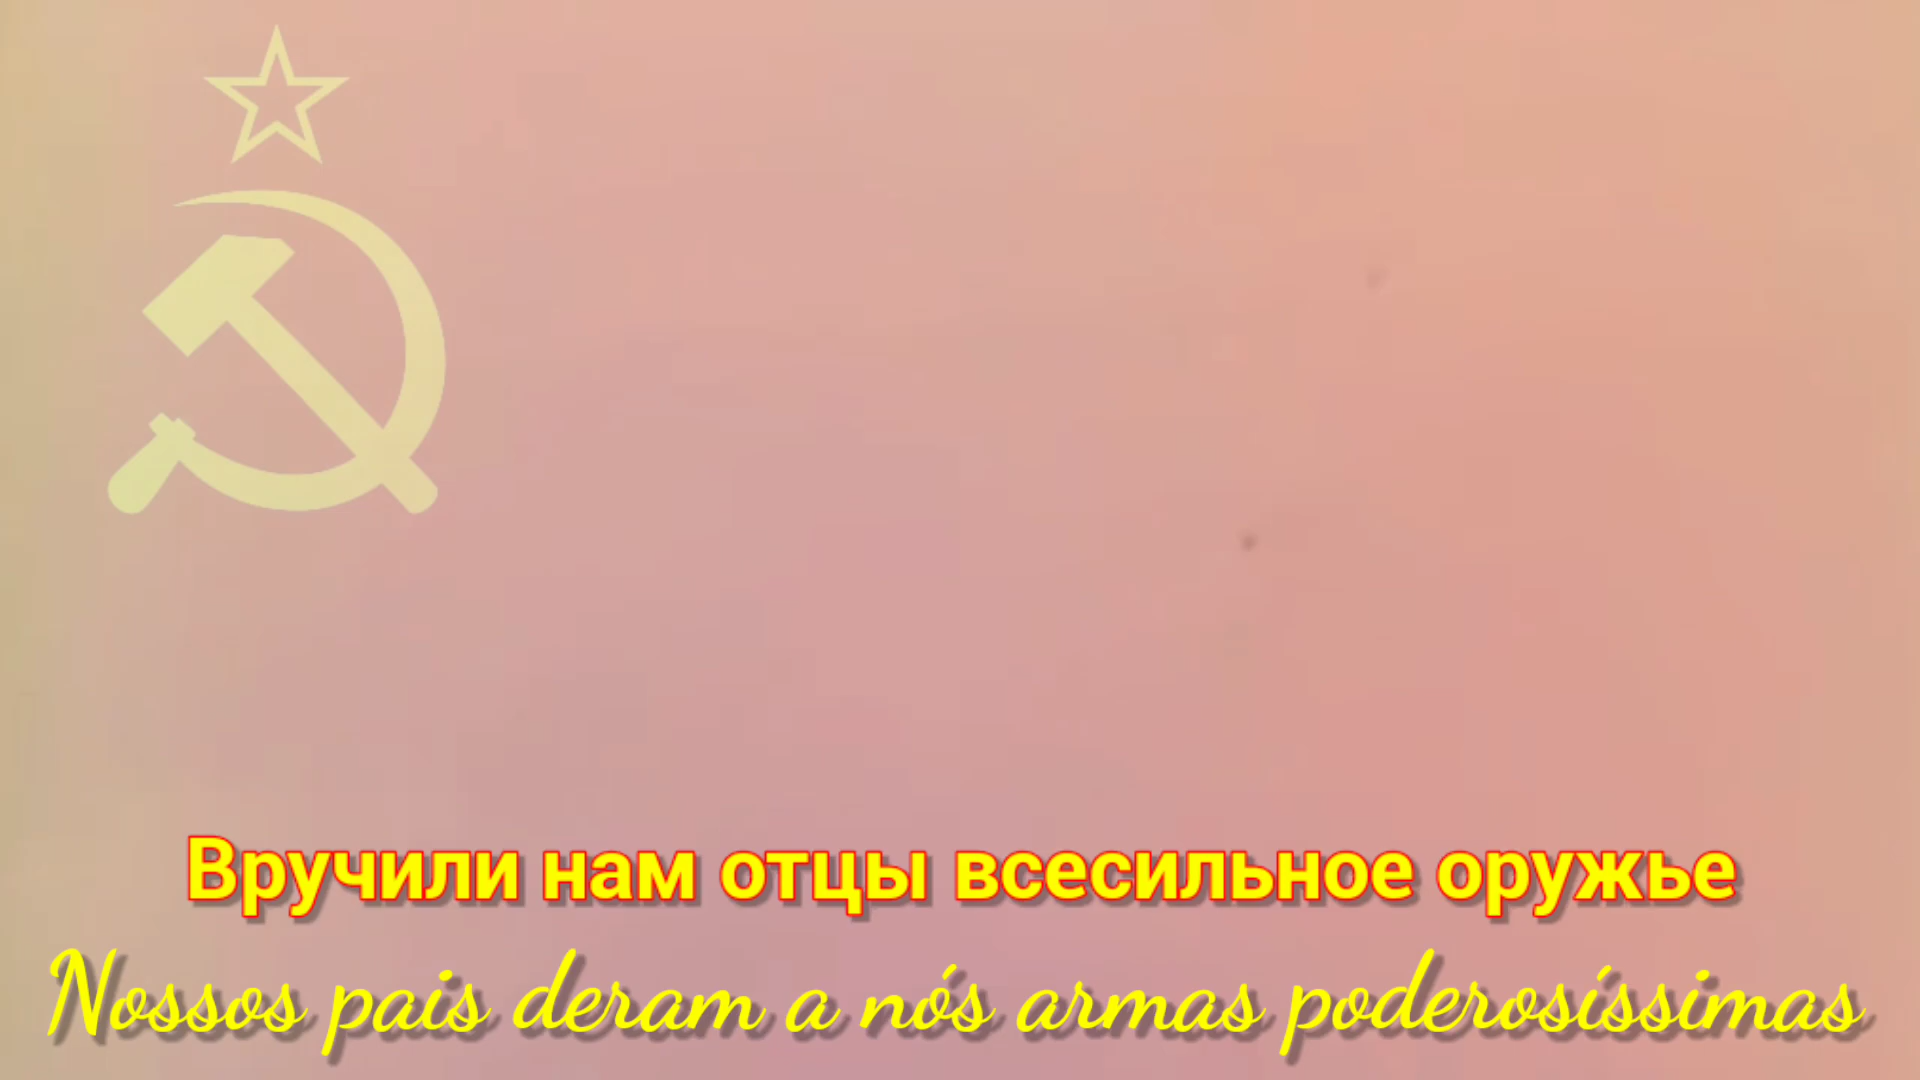 Вручили нам отцы всесильное оружье
Nossos pais deram a nós armas poderosíssimas